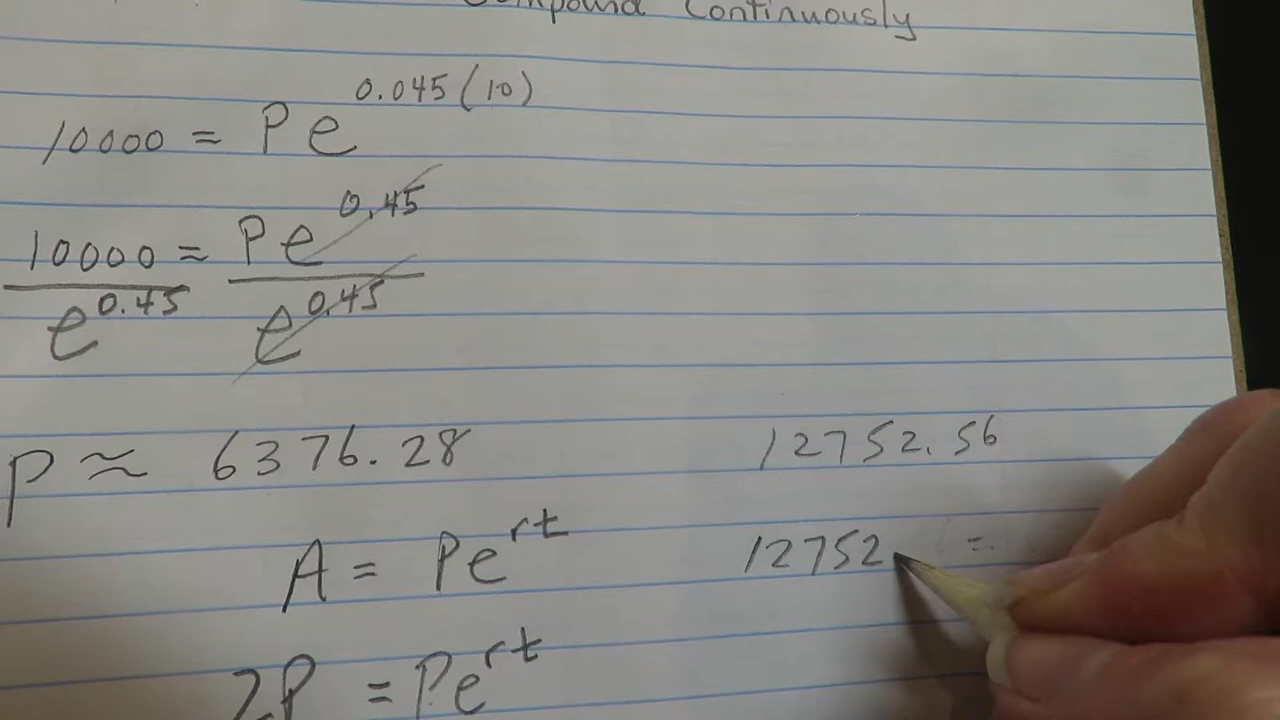 Compound Continuously
10000 = Pe^0.045(10)
10000 = Pe^0.45
e^0.45 e^0.45
P ≈ 6376.28 12752.56
A = Pe^rt 12752 =
2P = Pe^rt